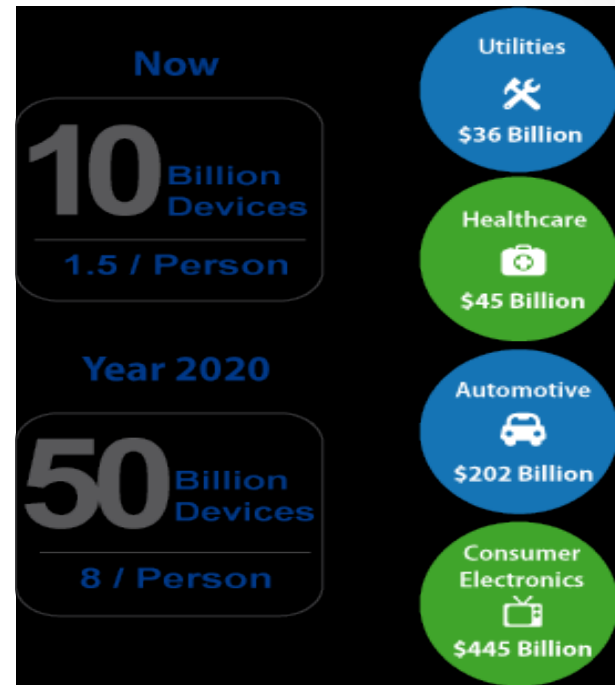 Now
10 Billion
Devices
1.5 / Person
Year 2020
50 Billion
Devices
8 / Person
Utilities
$36 Billion
Healthcare
$45 Billion
Automotive
$202 Billion
Consumer
Electronics
$445 Billion